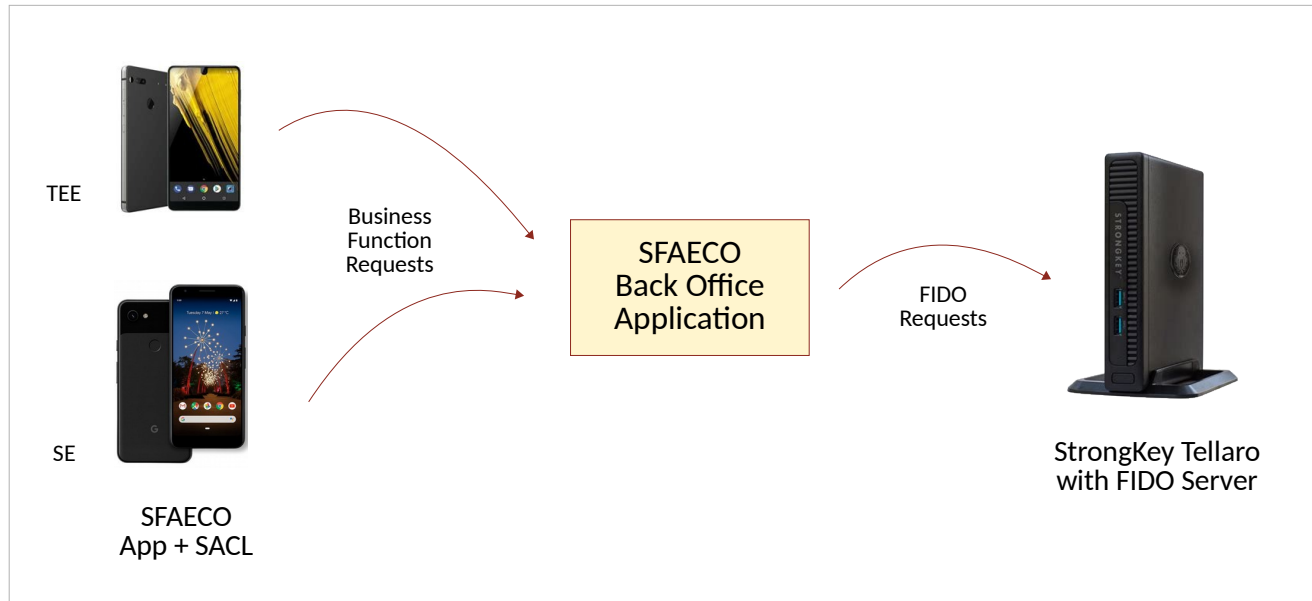 TEE
Business
Function
Requests
SFAECO
Back Office
Application
FIDO
Requests
STRONGKEY
SE
SFAECO
App + SACL
StrongKey Tellaro
with FIDO Server